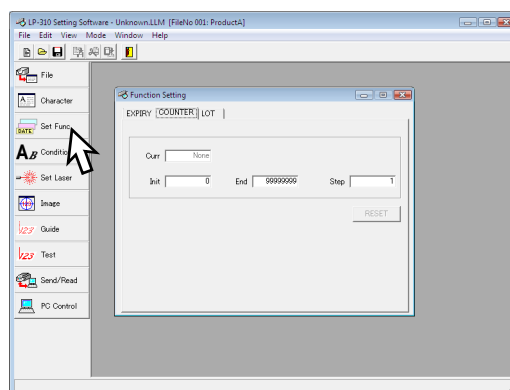 LP-310 Setting Software - Unknown.LLM [FileNo 001: ProductA]
File Edit View Mode Window Help
File
Character
DATE Set Func
Condition
Set Laser
Image
Guide
Test
Send/Read
PC Control
Function Setting
EXPIRY COUNTER LOT
Curr None
Init 0 End 99999999 Step 1
RESET